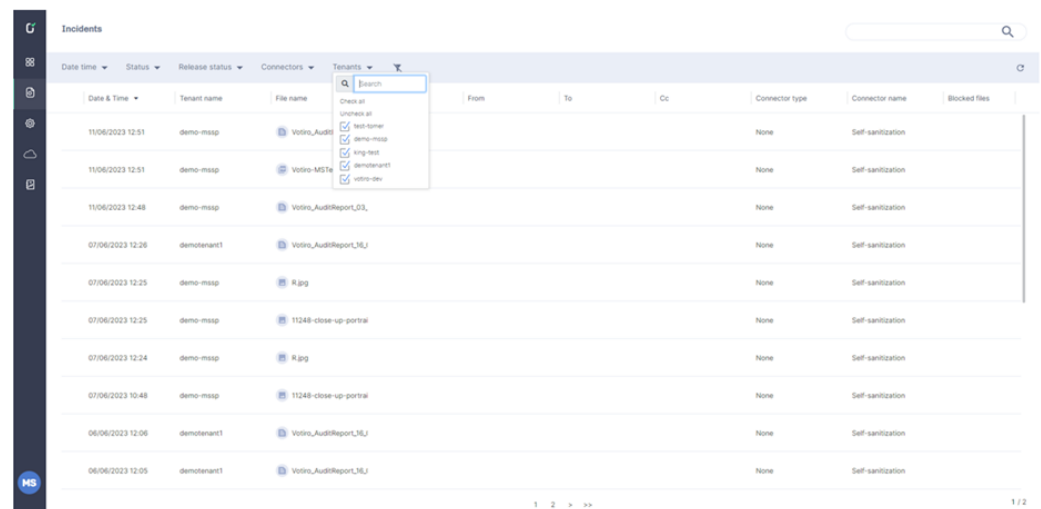 Incidents
Date time Status Release status Connectors Tenants
Search
Check all
Uncheck all
test-tomer
demo-mssp
king-test
demotenant1
votiro-dev
Date & Time Tenant name File name From To Cc Connector type Connector name Blocked files
11/06/2023 12:51 demo-mssp Votiro_Audit None Self-sanitization
11/06/2023 12:51 demo-mssp Votiro-MSTe None Self-sanitization
11/06/2023 12:48 demo-mssp Votiro_AuditReport_03_ None Self-sanitization
07/06/2023 12:26 demotenant1 Votiro_AuditReport_16_( None Self-sanitization
07/06/2023 12:25 demo-mssp R.jpg None Self-sanitization
07/06/2023 12:25 demo-mssp 11248-close-up-portrai None Self-sanitization
07/06/2023 12:24 demo-mssp R.jpg None Self-sanitization
07/06/2023 10:48 demo-mssp 11248-close-up-portrai None Self-sanitization
06/06/2023 12:06 demotenant1 Votiro_AuditReport_16_( None Self-sanitization
06/06/2023 12:05 demotenant1 Votiro_AuditReport_16_( None Self-sanitization
MS
1 2 > >>
1 / 2